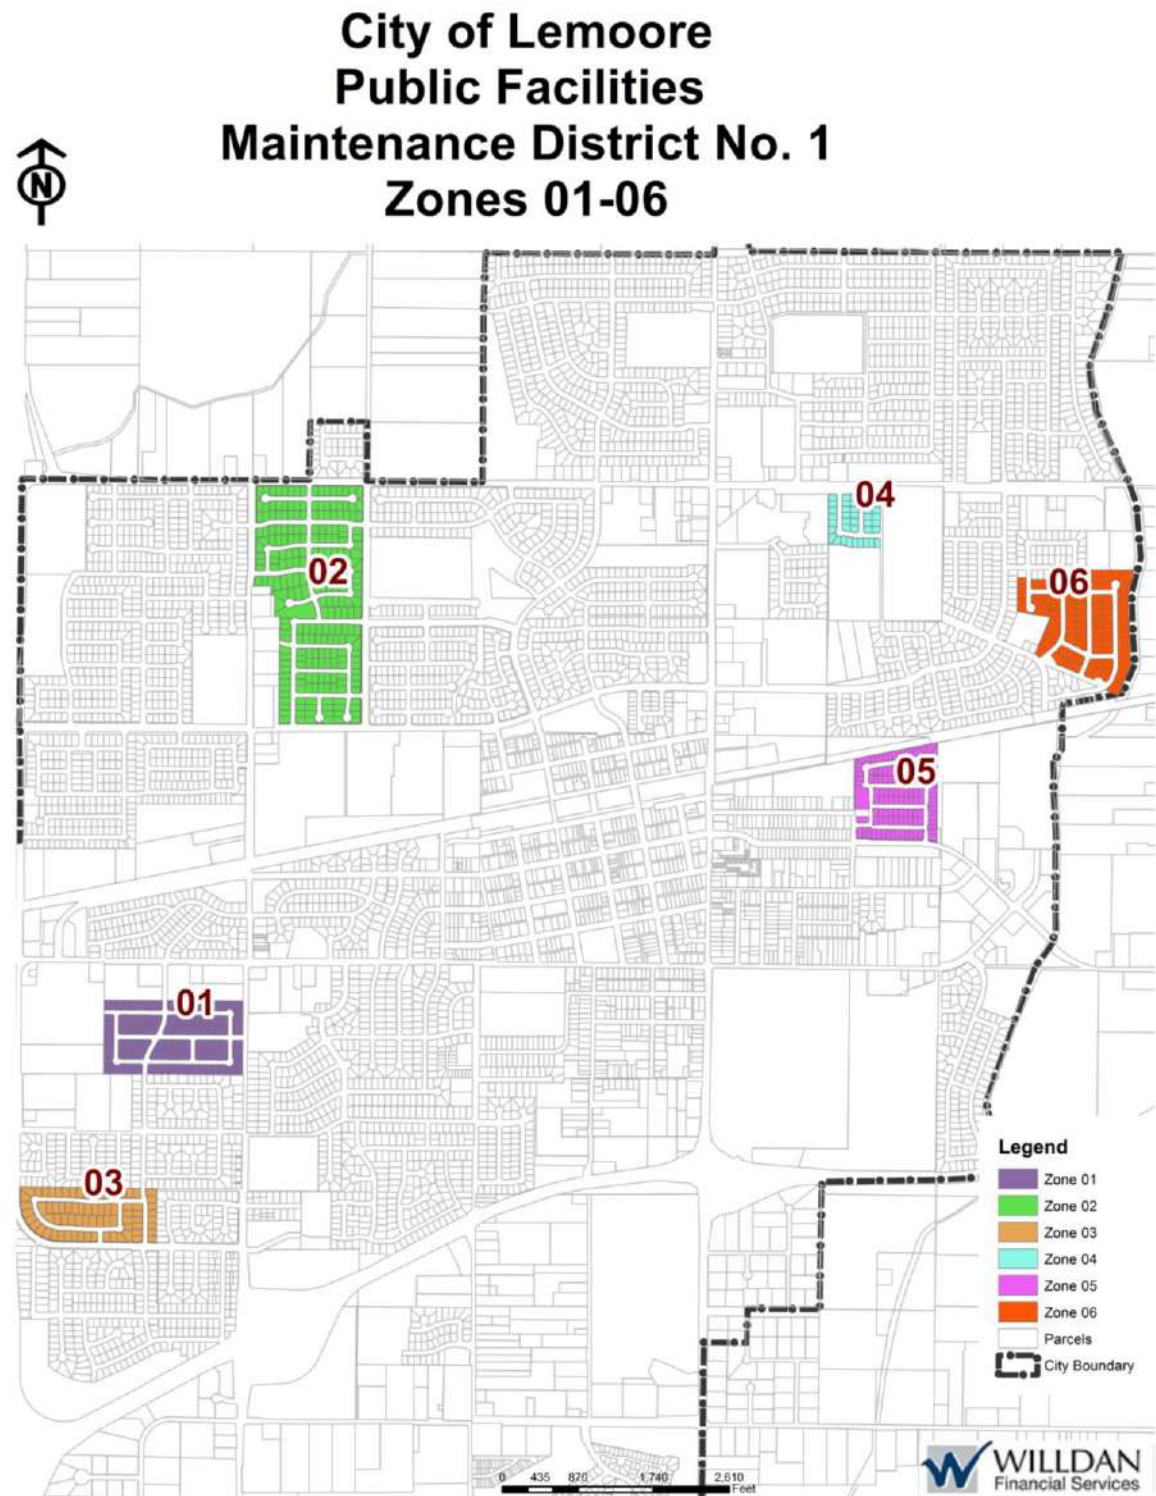 City of Lemoore
Public Facilities
Maintenance District No. 1
Zones 01-06
N
04
02
06
05
01
03
Legend
Zone 01
Zone 02
Zone 03
Zone 04
Zone 05
Zone 06
Parcels
City Boundary
0 435 870 1,740 2,610
Feet
WILLDAN
Financial Services